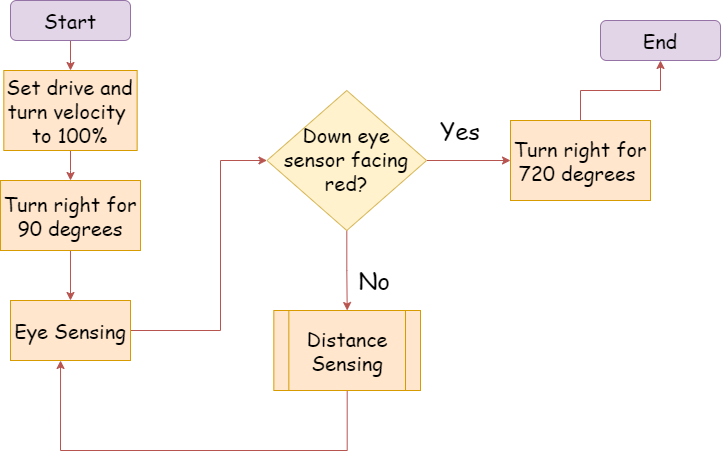 Start
Set drive and
turn velocity
to 100%
Turn right for
90 degrees
Eye Sensing
Down eye
sensor facing
red?
Yes
No
Distance
Sensing
Turn right for
720 degrees
End